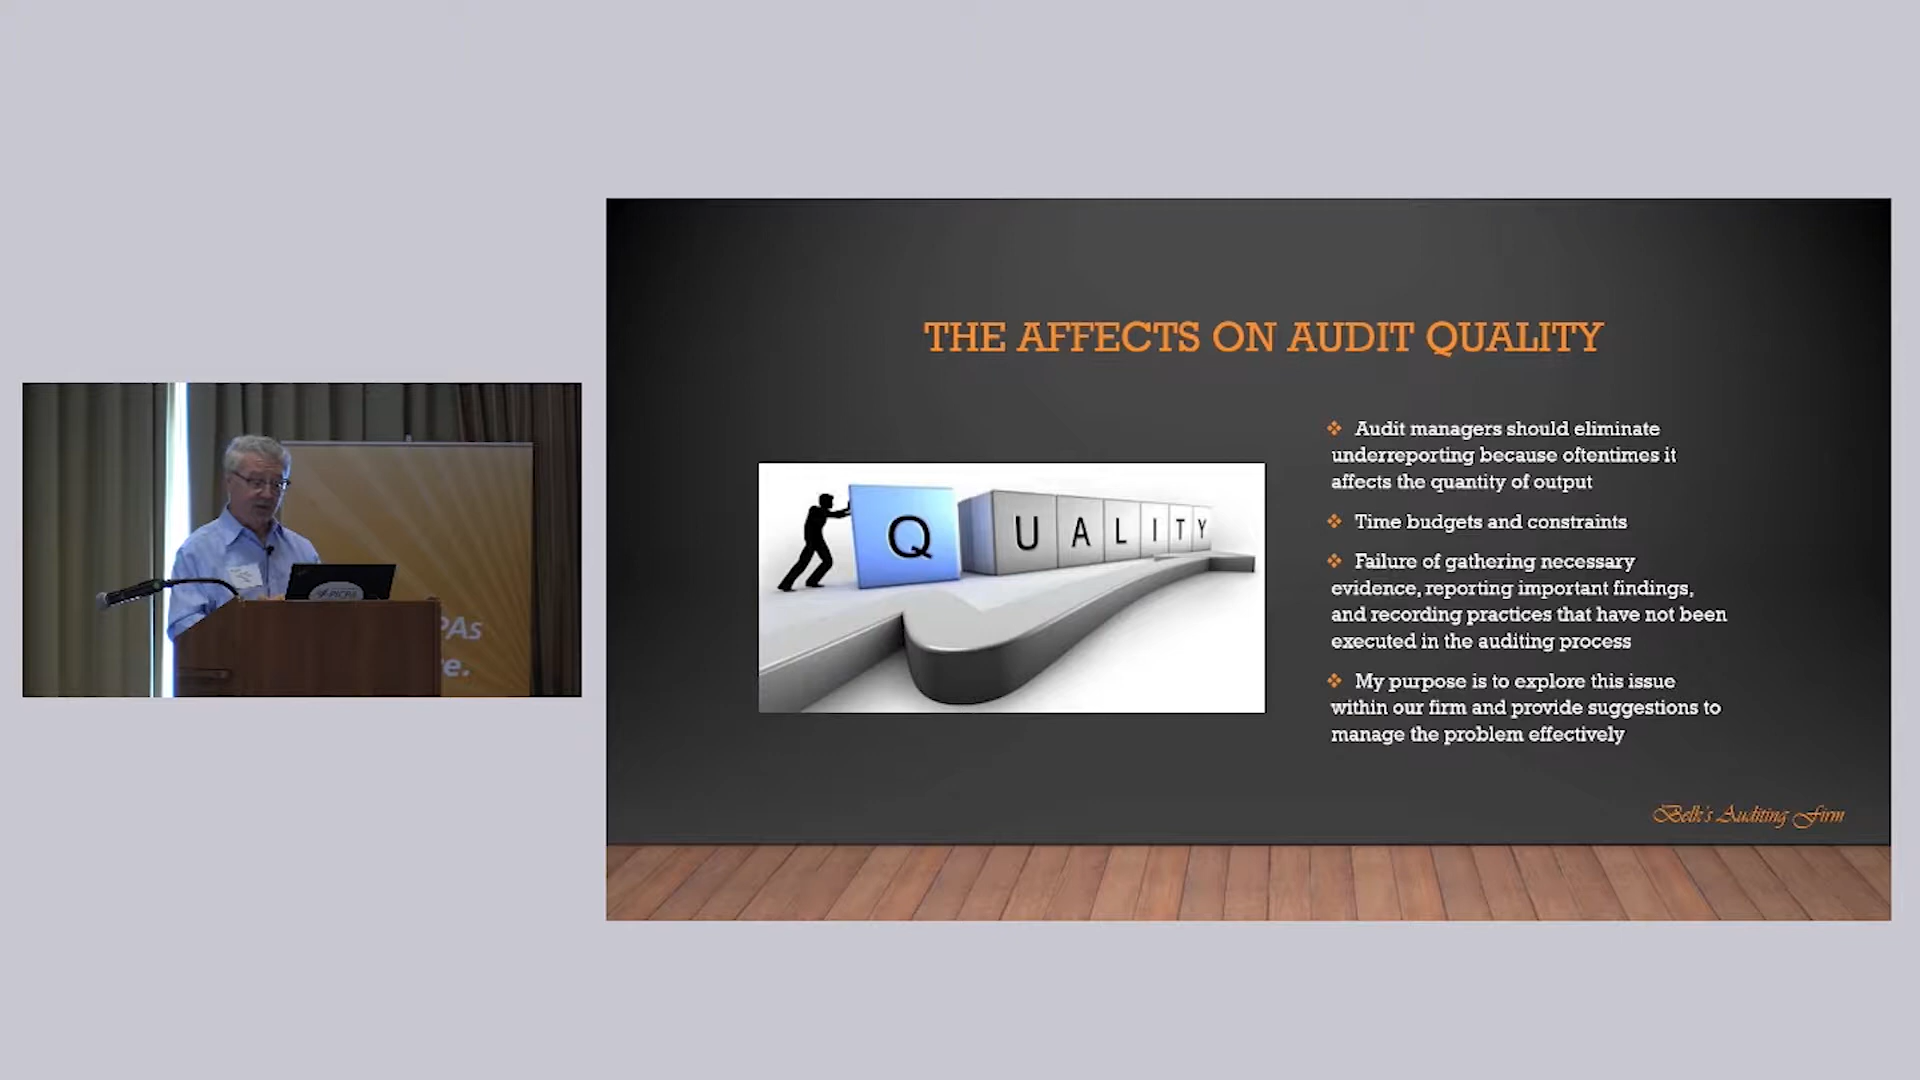 THE AFFECTS ON AUDIT QUALITY
QUALITY
❖ Audit managers should eliminate
underreporting because oftentimes it
affects the quantity of output
❖ Time budgets and constraints
❖ Failure of gathering necessary
evidence, reporting important findings,
and recording practices that have not been
executed in the auditing process
❖ My purpose is to explore this issue
within our firm and provide suggestions to
manage the problem effectively
Belk's Auditing Firm
PAs
e.
PICPA